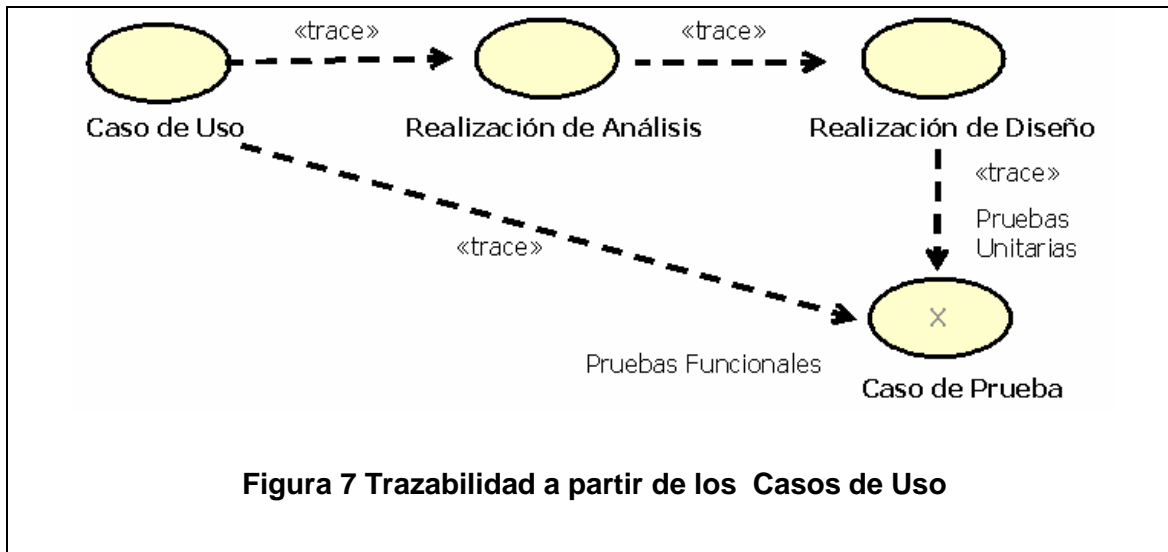 «trace»
«trace»
Caso de Uso
Realización de Análisis
Realización de Diseño
«trace»
Pruebas
Unitarias
«trace»
X
Pruebas Funcionales
Caso de Prueba
Figura 7 Trazabilidad a partir de los Casos de Uso